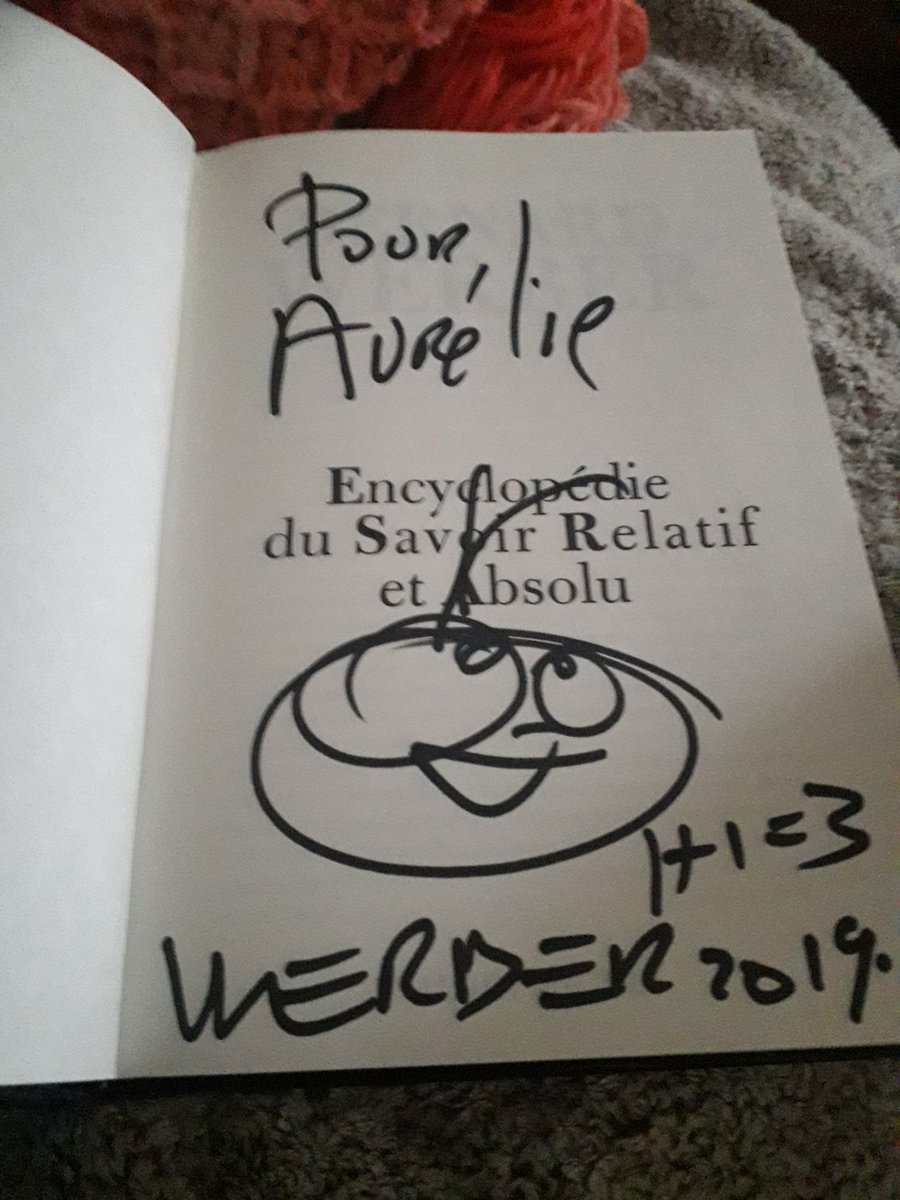 Pour,
Aurélie
Encyclopédie
du Savoir Relatif
et Absolu
1+1=3
WERBER 2019.